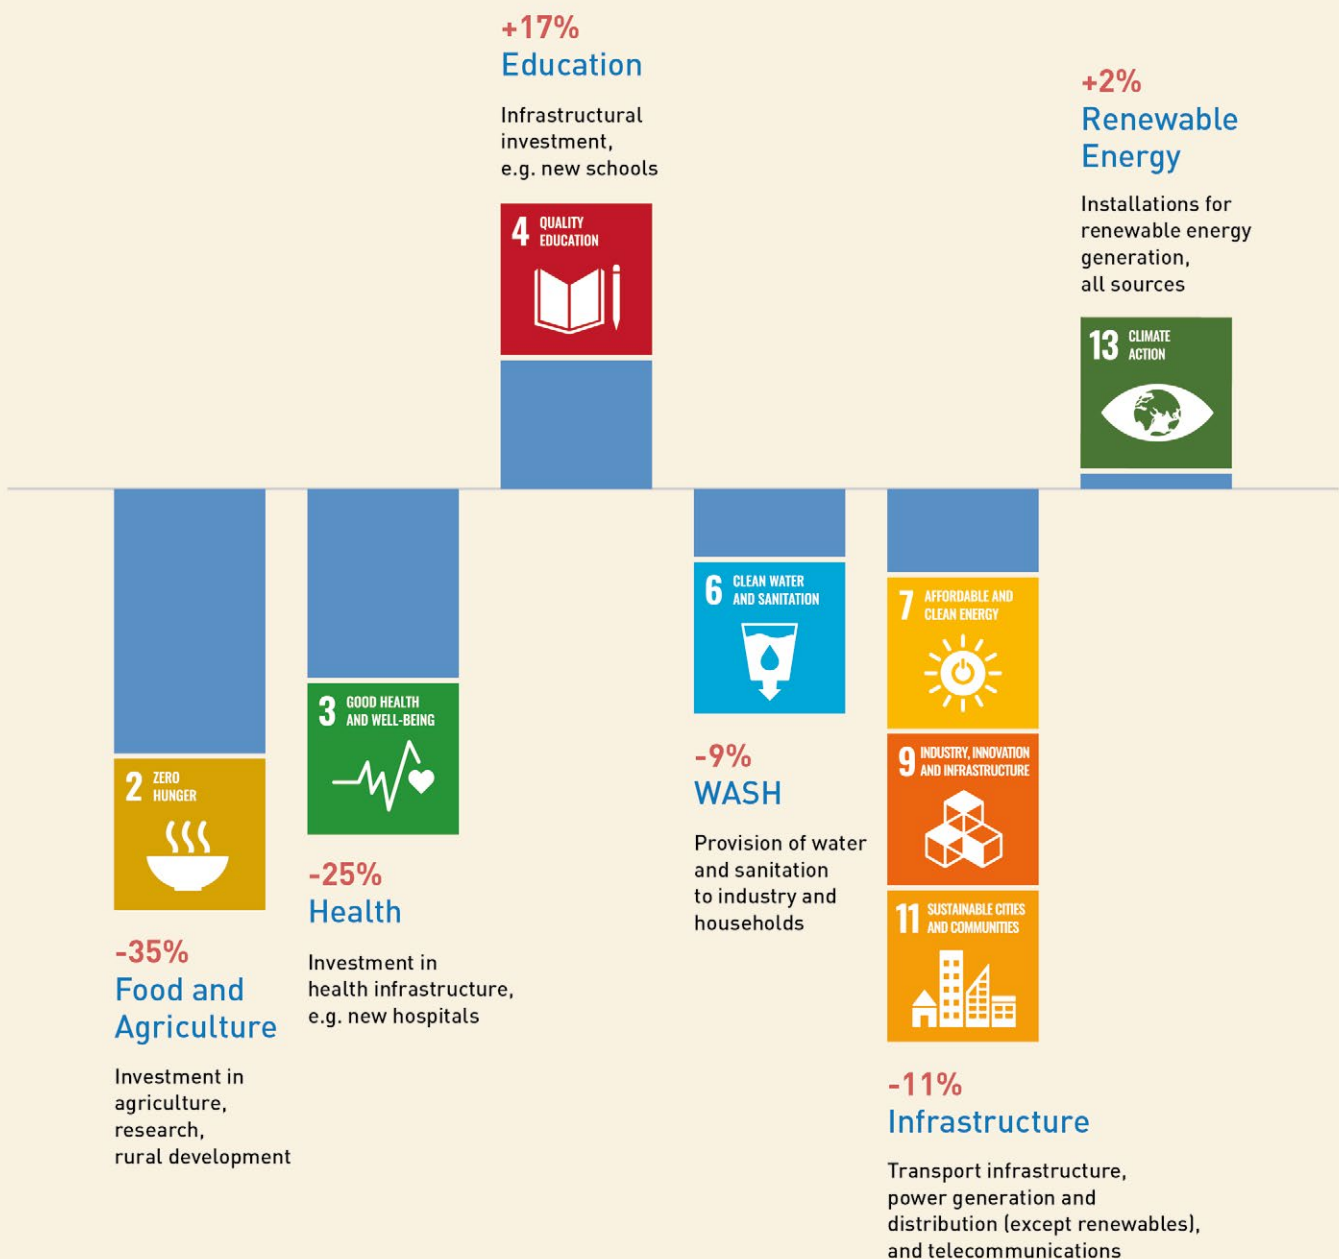 +17%
Education
Infrastructural
investment,
e.g. new schools
4 QUALITY
EDUCATION
+2%
Renewable
Energy
Installations for
renewable energy
generation,
all sources
13 CLIMATE
ACTION
2 ZERO
HUNGER
-35%
Food and
Agriculture
Investment in
agriculture,
research,
rural development
3 GOOD HEALTH
AND WELL-BEING
-25%
Health
Investment in
health infrastructure,
e.g. new hospitals
6 CLEAN WATER
AND SANITATION
-9%
WASH
Provision of water
and sanitation
to industry and
households
7 AFFORDABLE AND
CLEAN ENERGY
9 INDUSTRY, INNOVATION
AND INFRASTRUCTURE
11 SUSTAINABLE CITIES
AND COMMUNITIES
-11%
Infrastructure
Transport infrastructure,
power generation and
distribution (except renewables),
and telecommunications